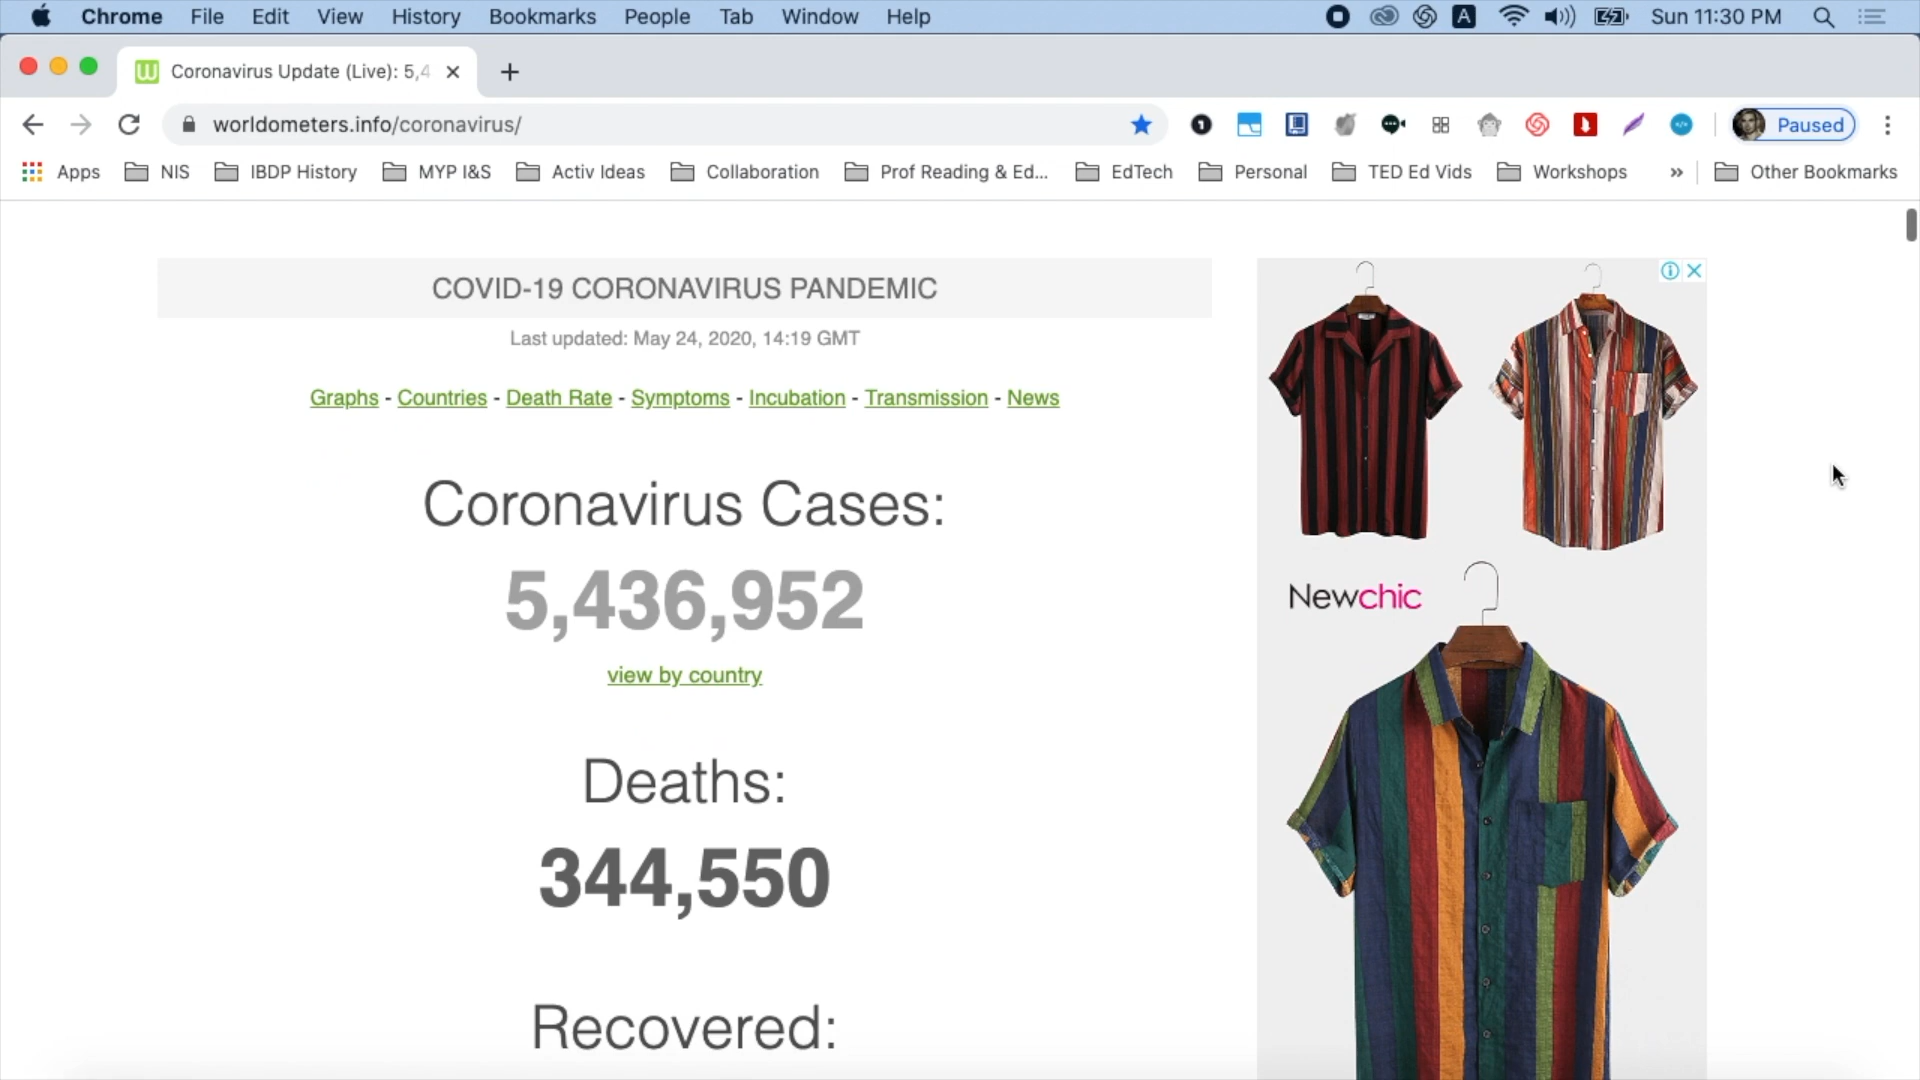 Chrome File Edit View History Bookmarks People Tab Window Help
A
Sun 11:30 PM
Coronavirus Update (Live): 5,4
worldometers.info/coronavirus/
Paused
Apps NIS IBDP History MYP I&S Activ Ideas Collaboration Prof Reading & Ed... EdTech Personal TED Ed Vids Workshops » Other Bookmarks
COVID-19 CORONAVIRUS PANDEMIC
Last updated: May 24, 2020, 14:19 GMT
Graphs - Countries - Death Rate - Symptoms - Incubation - Transmission - News
Coronavirus Cases:
5,436,952
view by country
Deaths:
344,550
Recovered:
Newchic